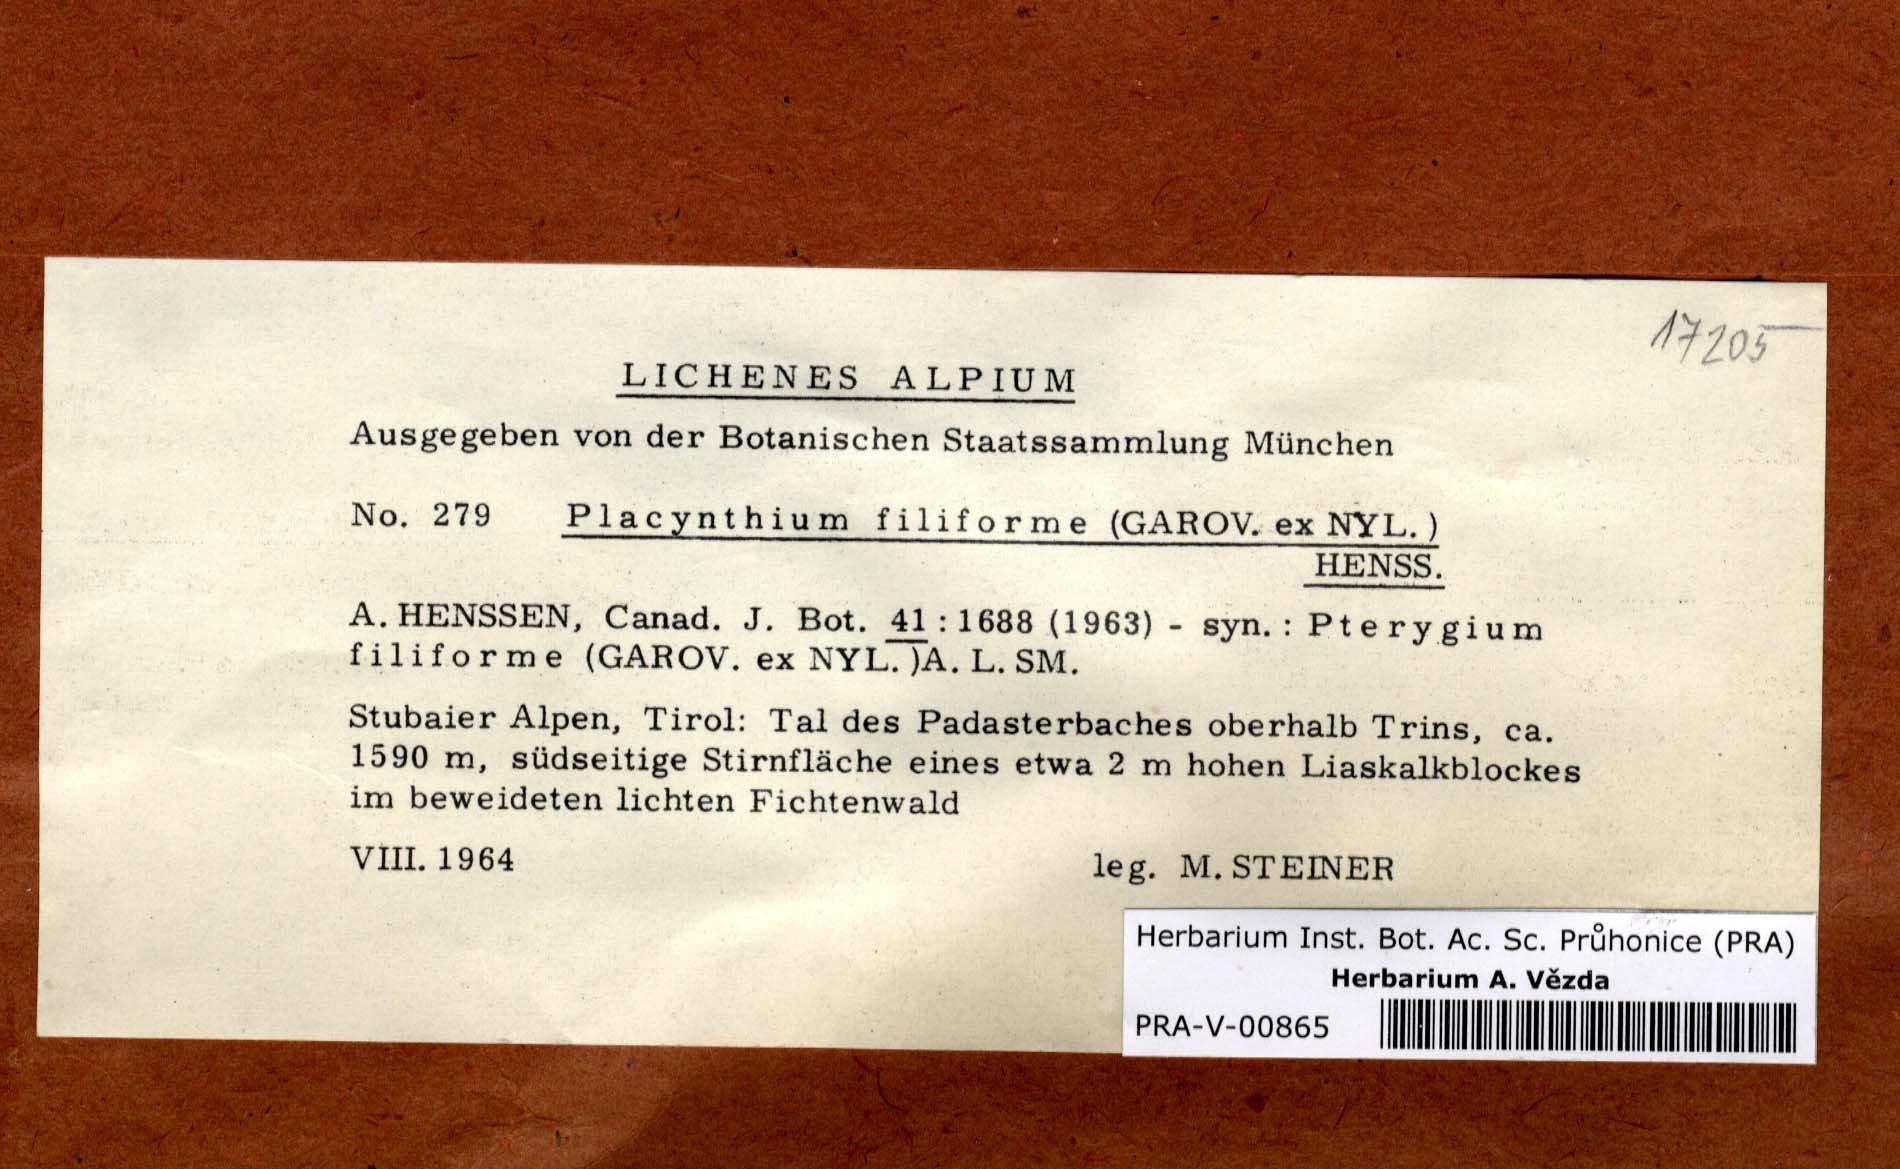 17205
LICHENES ALPIUM
Ausgegeben von der Botanischen Staatssammlung München
No. 279 Placynthium filiforme (GAROV. ex NYL.)
HENSS.
A. HENSSEN, Canad. J. Bot. 41 : 1688 (1963) - syn. : Pterygium
filiforme (GAROV. ex NYL.)A. L. SM.
Stubaier Alpen, Tirol: Tal des Padasterbaches oberhalb Trins, ca.
1590 m, südseitige Stirnfläche eines etwa 2 m hohen Liaskalkblockes
im beweideten lichten Fichtenwald
VIII. 1964 leg. M. STEINER
Herbarium Inst. Bot. Ac. Sc. Průhonice (PRA)
Herbarium A. Vězda
PRA-V-00865